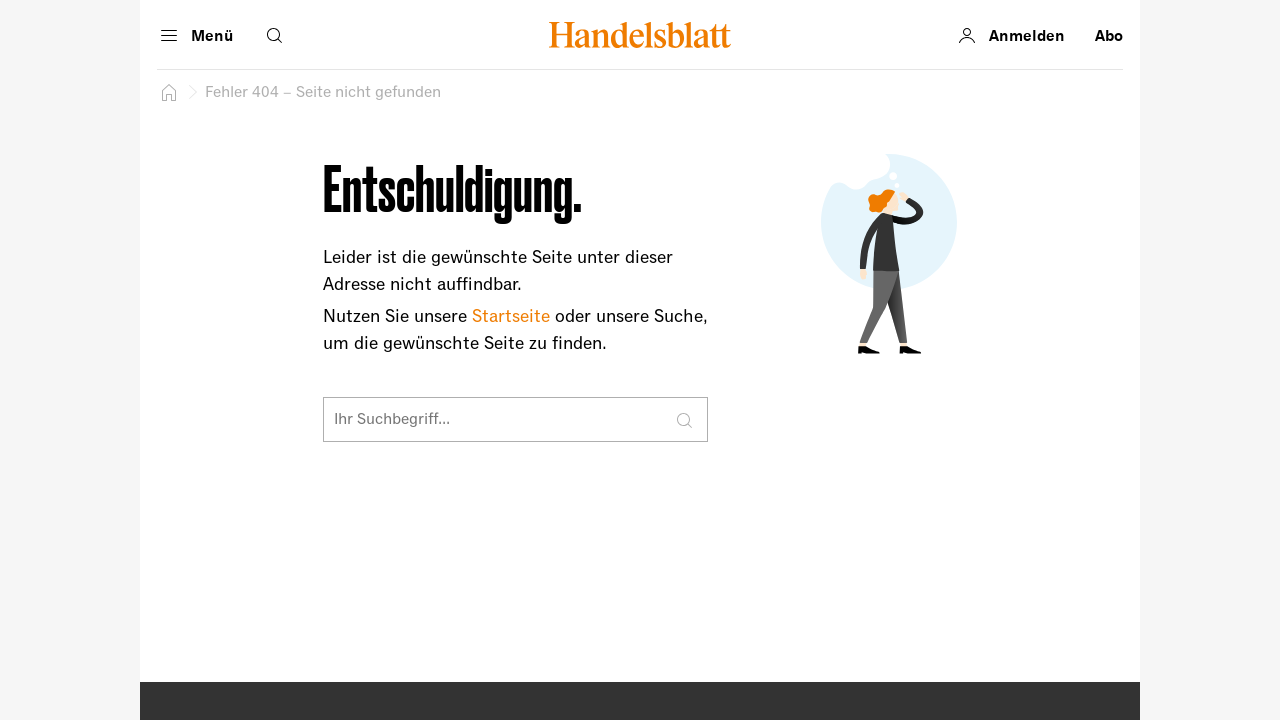 Menü
Handelsblatt
Anmelden
Abo
Fehler 404 – Seite nicht gefunden
Entschuldigung.
Leider ist die gewünschte Seite unter dieser
Adresse nicht auffindbar.
Nutzen Sie unsere Startseite oder unsere Suche,
um die gewünschte Seite zu finden.
Ihr Suchbegriff...